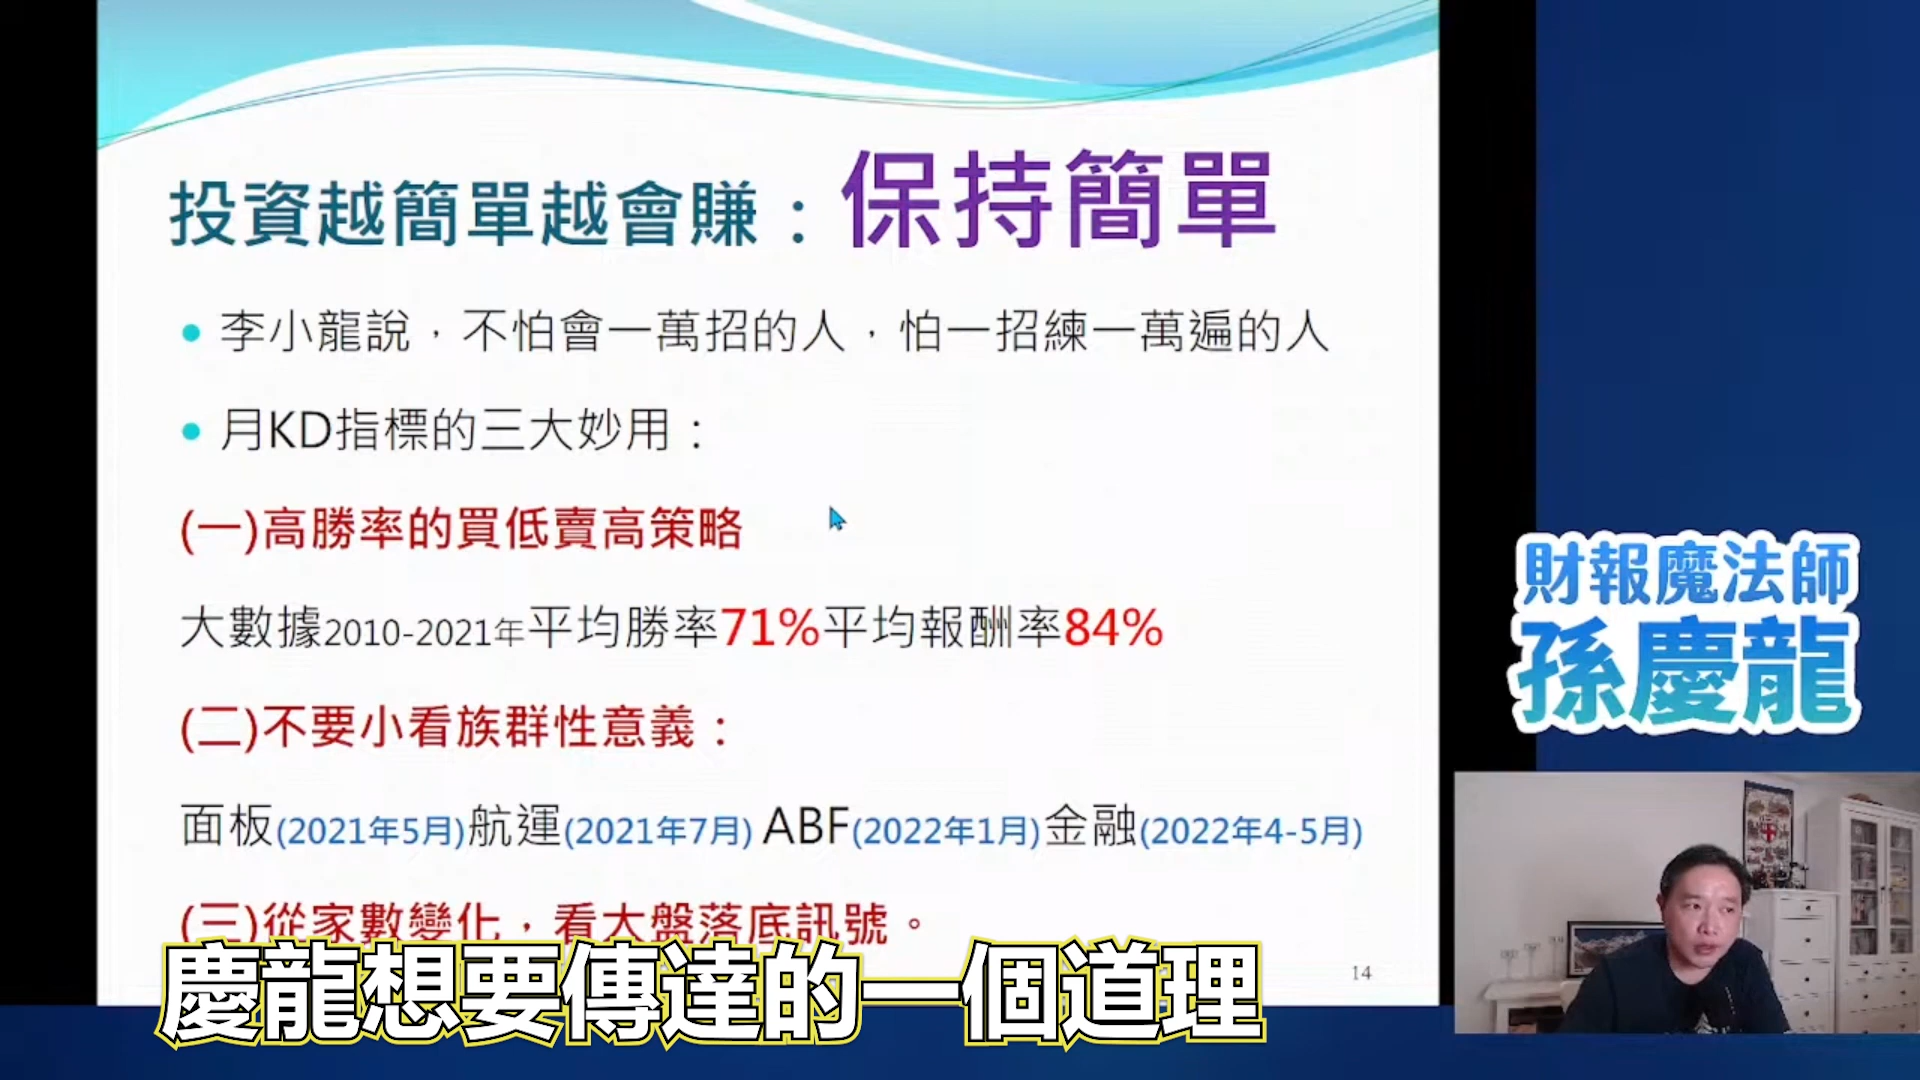 投資越簡單越會賺：保持簡單
李小龍說，不怕會一萬招的人，怕一招練一萬遍的人
月KD指標的三大妙用：
(一)高勝率的買低賣高策略
大數據2010-2021年平均勝率71%平均報酬率84%
(二)不要小看族群性意義：
面板(2021年5月)航運(2021年7月) ABF(2022年1月)金融(2022年4-5月)
(三)從家數變化，看大盤落底訊號。
14
慶龍想要傳達的一個道理
財報魔法師
孫慶龍